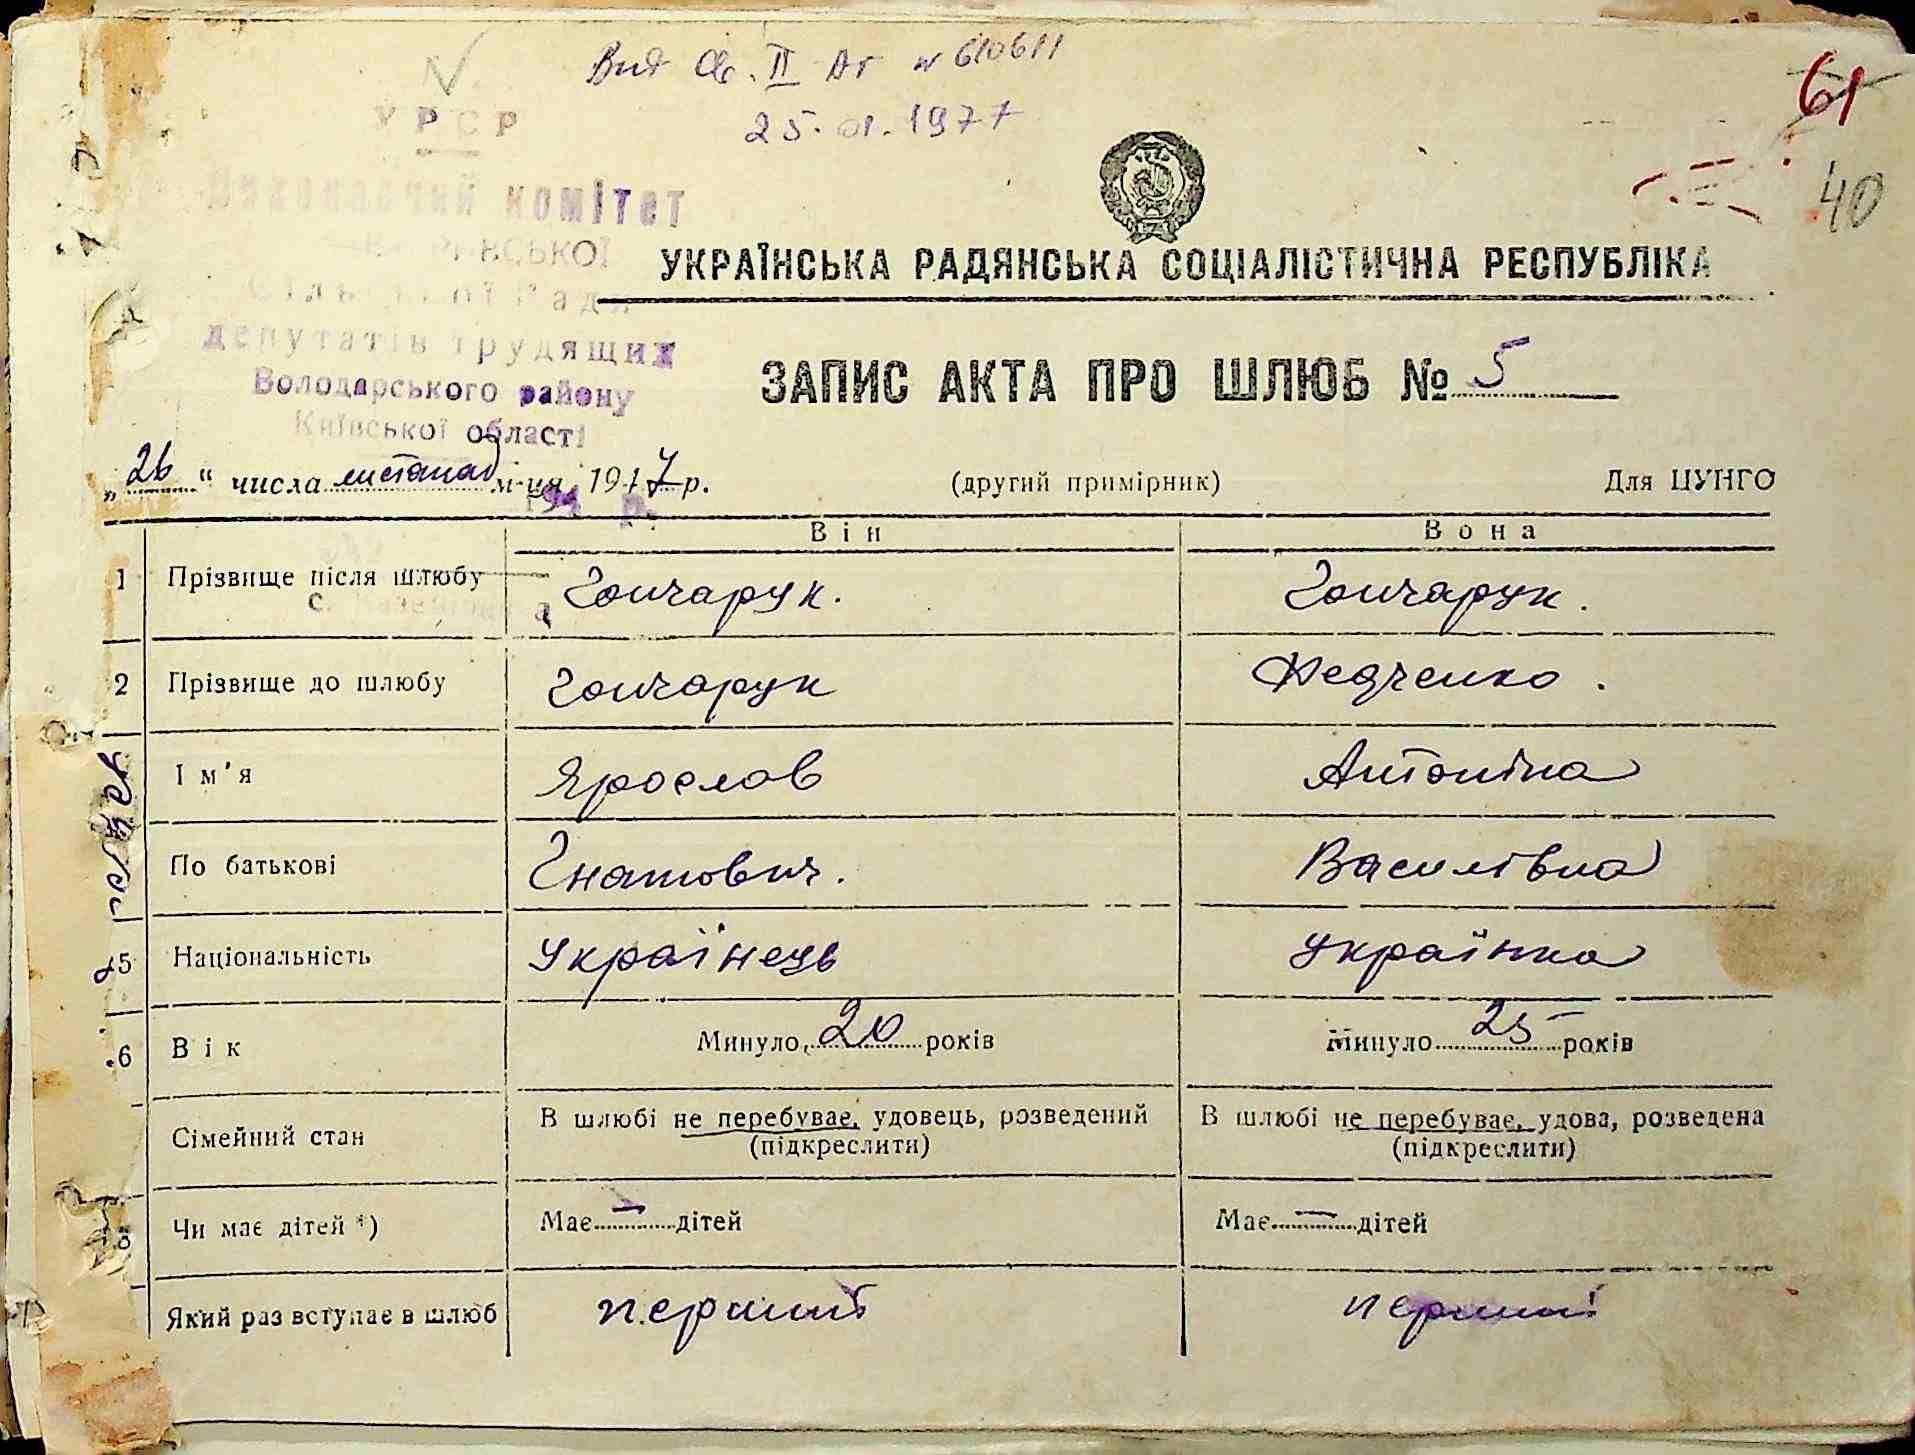 Вид Св. II Аг № 610611
25.01.1977
61
40
УРСР
Виконавчий комітет
депутатів трудящих
Володарського району
Київської області
УКРАЇНСЬКА РАДЯНСЬКА СОЦІАЛІСТИЧНА РЕСПУБЛІКА
ЗАПИС АКТА ПРО ШЛЮБ № 5
„26“ числа листопад м-ця 1947 р. (другий примірник) Для ЦУНГО
Він Вона
1 Прізвище після шлюбу Гончарук. Гончарук.
2 Прізвище до шлюбу Гончарук Федченко.
Ім'я Ярослав Антоніна
По батькові Гнатович. Василівна
5 Національність Українець Українка
6 Вік Минуло 20 років Минуло 25 років
Сімейний стан В шлюбі не перебуває, удовець, розведений В шлюбі не перебуває, удова, розведена
(підкреслити) (підкреслити)
8 Чи має дітей *) Має — дітей Має — дітей
Який раз вступає в шлюб перший перший